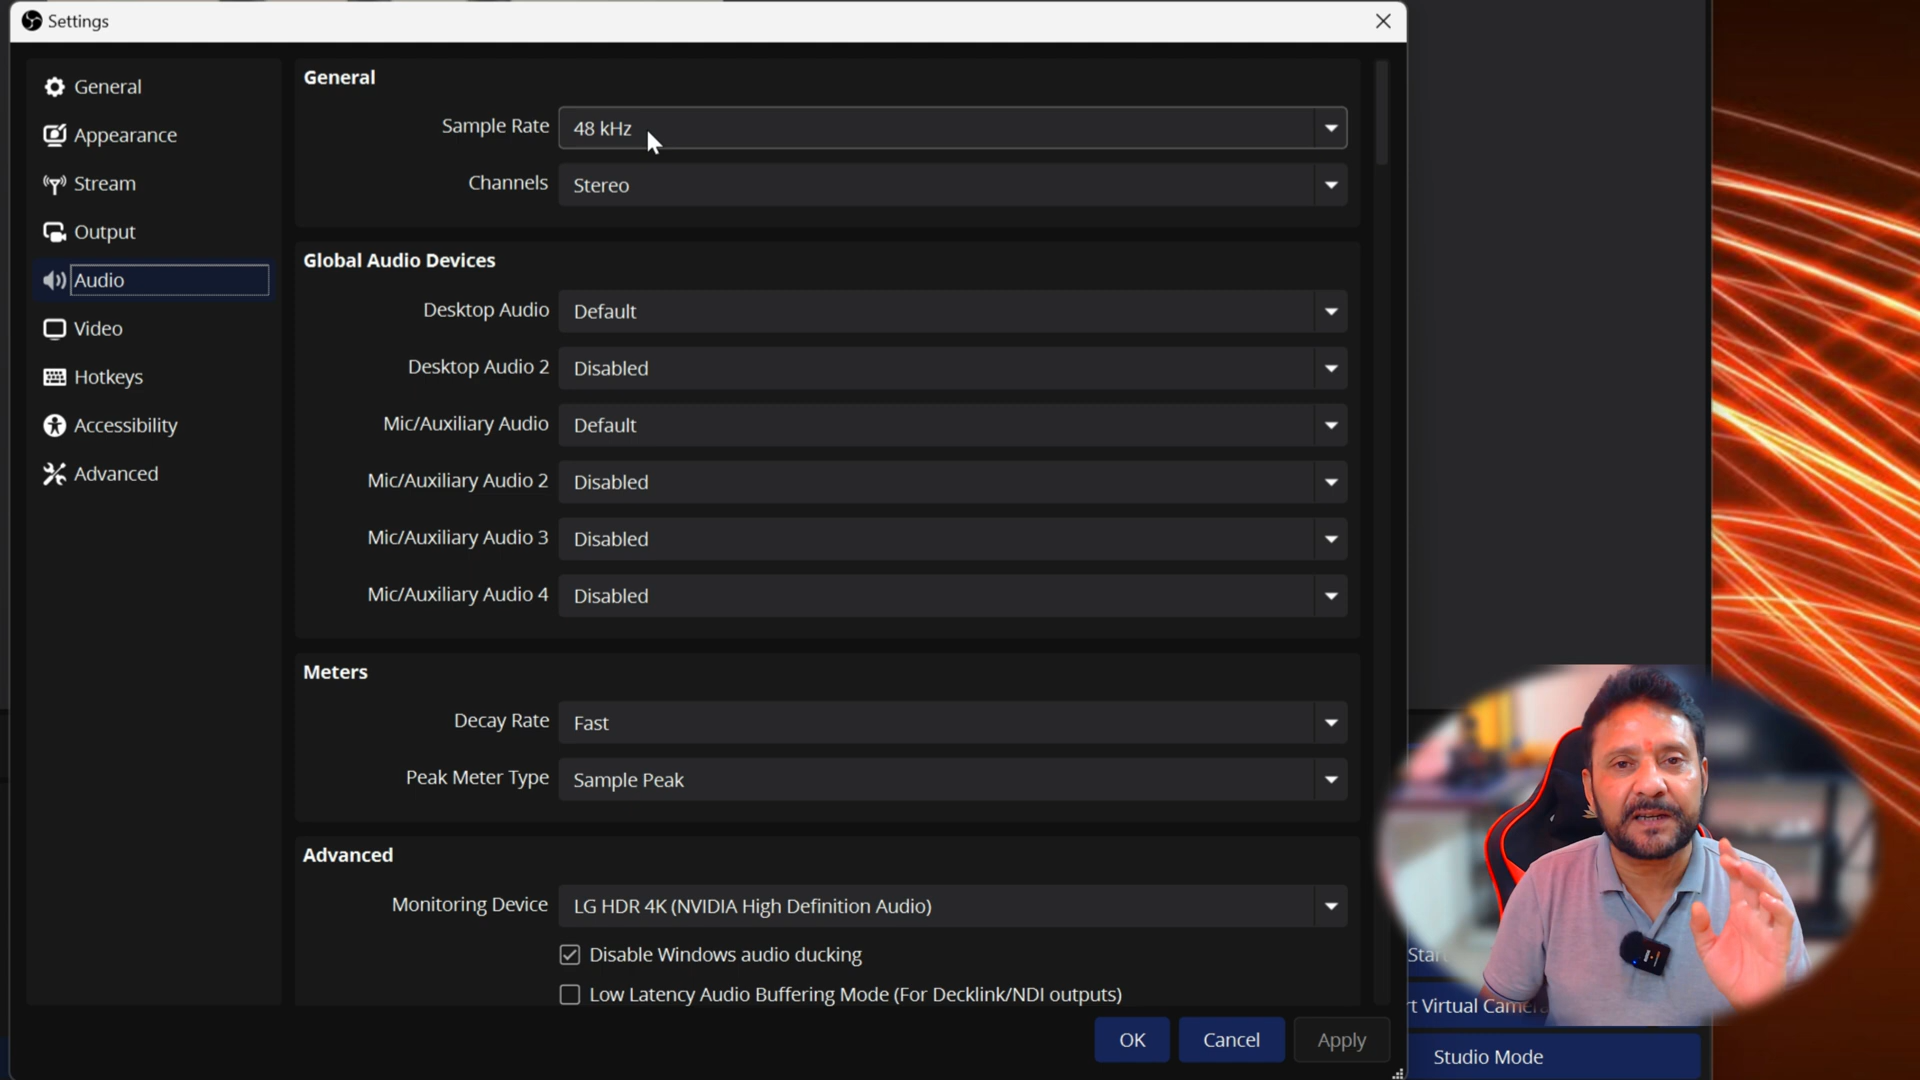 Settings
General
Appearance
Stream
Output
Audio
Video
Hotkeys
Accessibility
Advanced
General
Sample Rate 48 kHz
Channels Stereo
Global Audio Devices
Desktop Audio Default
Desktop Audio 2 Disabled
Mic/Auxiliary Audio Default
Mic/Auxiliary Audio 2 Disabled
Mic/Auxiliary Audio 3 Disabled
Mic/Auxiliary Audio 4 Disabled
Meters
Decay Rate Fast
Peak Meter Type Sample Peak
Advanced
Monitoring Device LG HDR 4K (NVIDIA High Definition Audio)
Disable Windows audio ducking
Low Latency Audio Buffering Mode (For Decklink/NDI outputs)
OK Cancel Apply
Virtual
Studio Mode